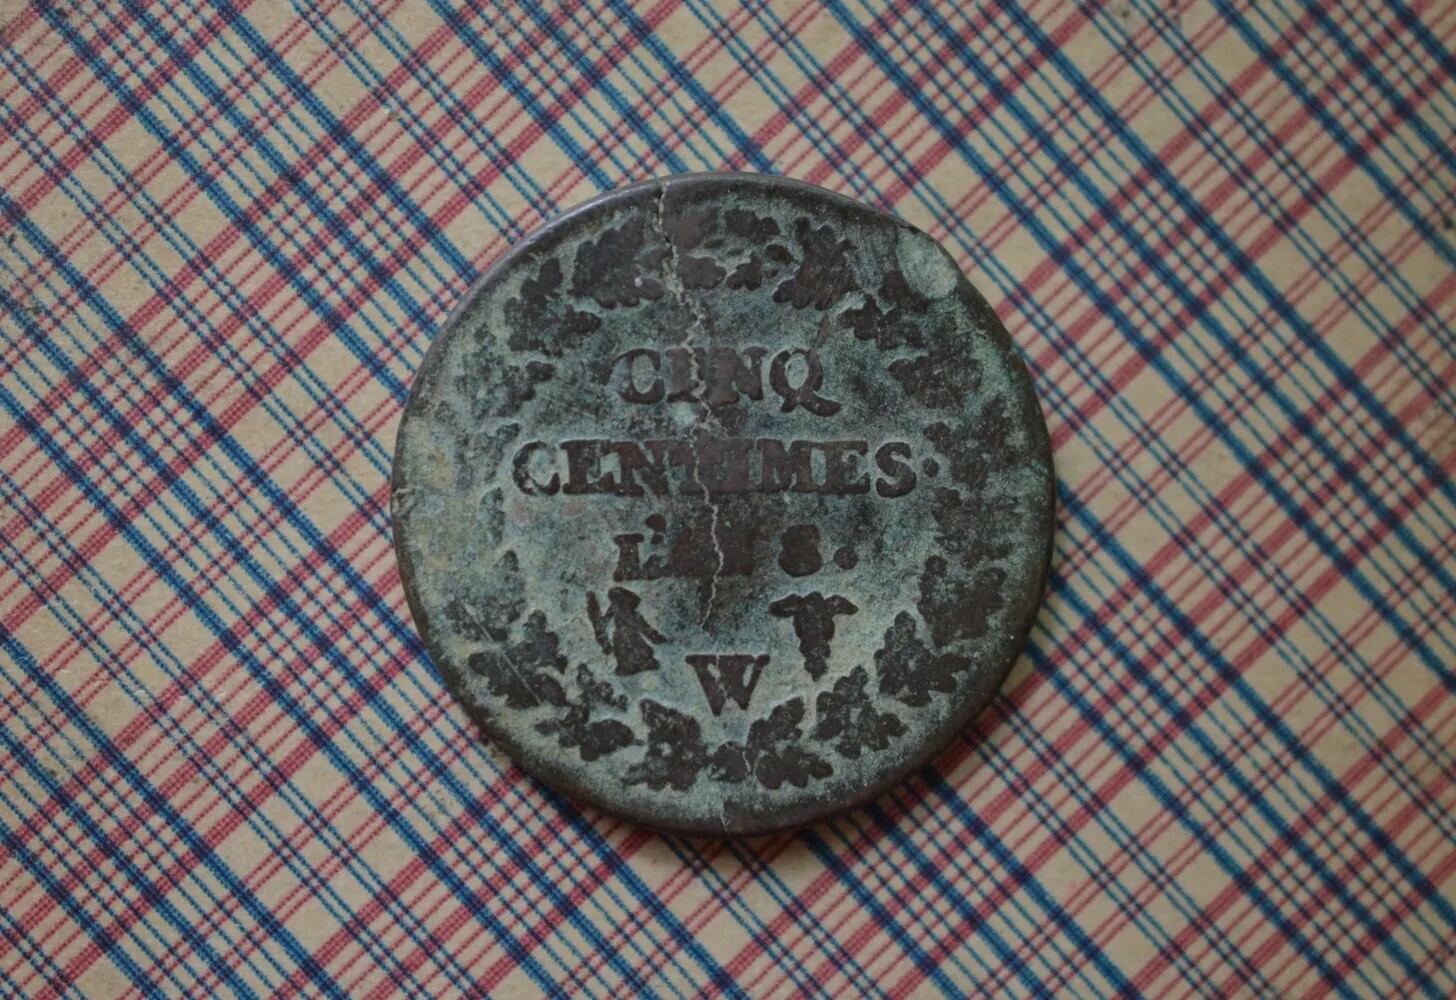 CINQ
CENTIMES.
L'AN 8.
W